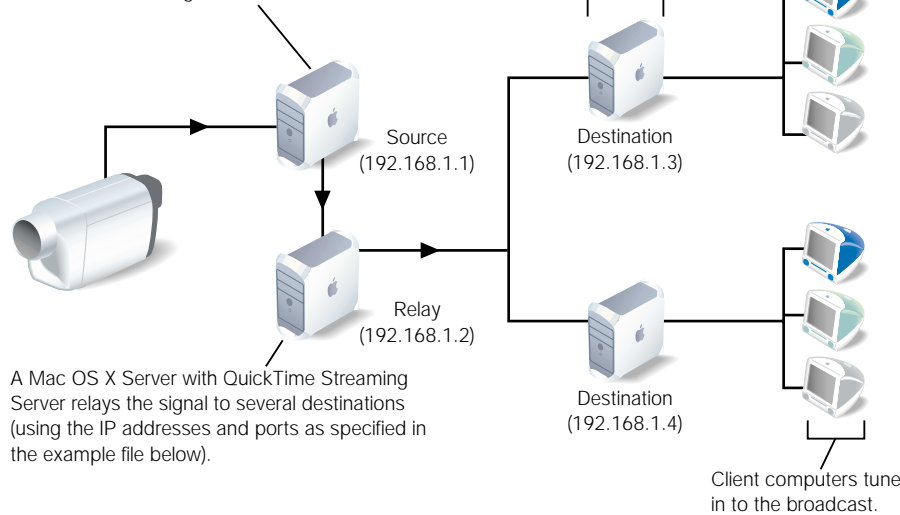 Source
(192.168.1.1)
Destination
(192.168.1.3)
Relay
(192.168.1.2)
A Mac OS X Server with QuickTime Streaming
Server relays the signal to several destinations
(using the IP addresses and ports as specified in
the example file below).
Destination
(192.168.1.4)
Client computers tune
in to the broadcast.